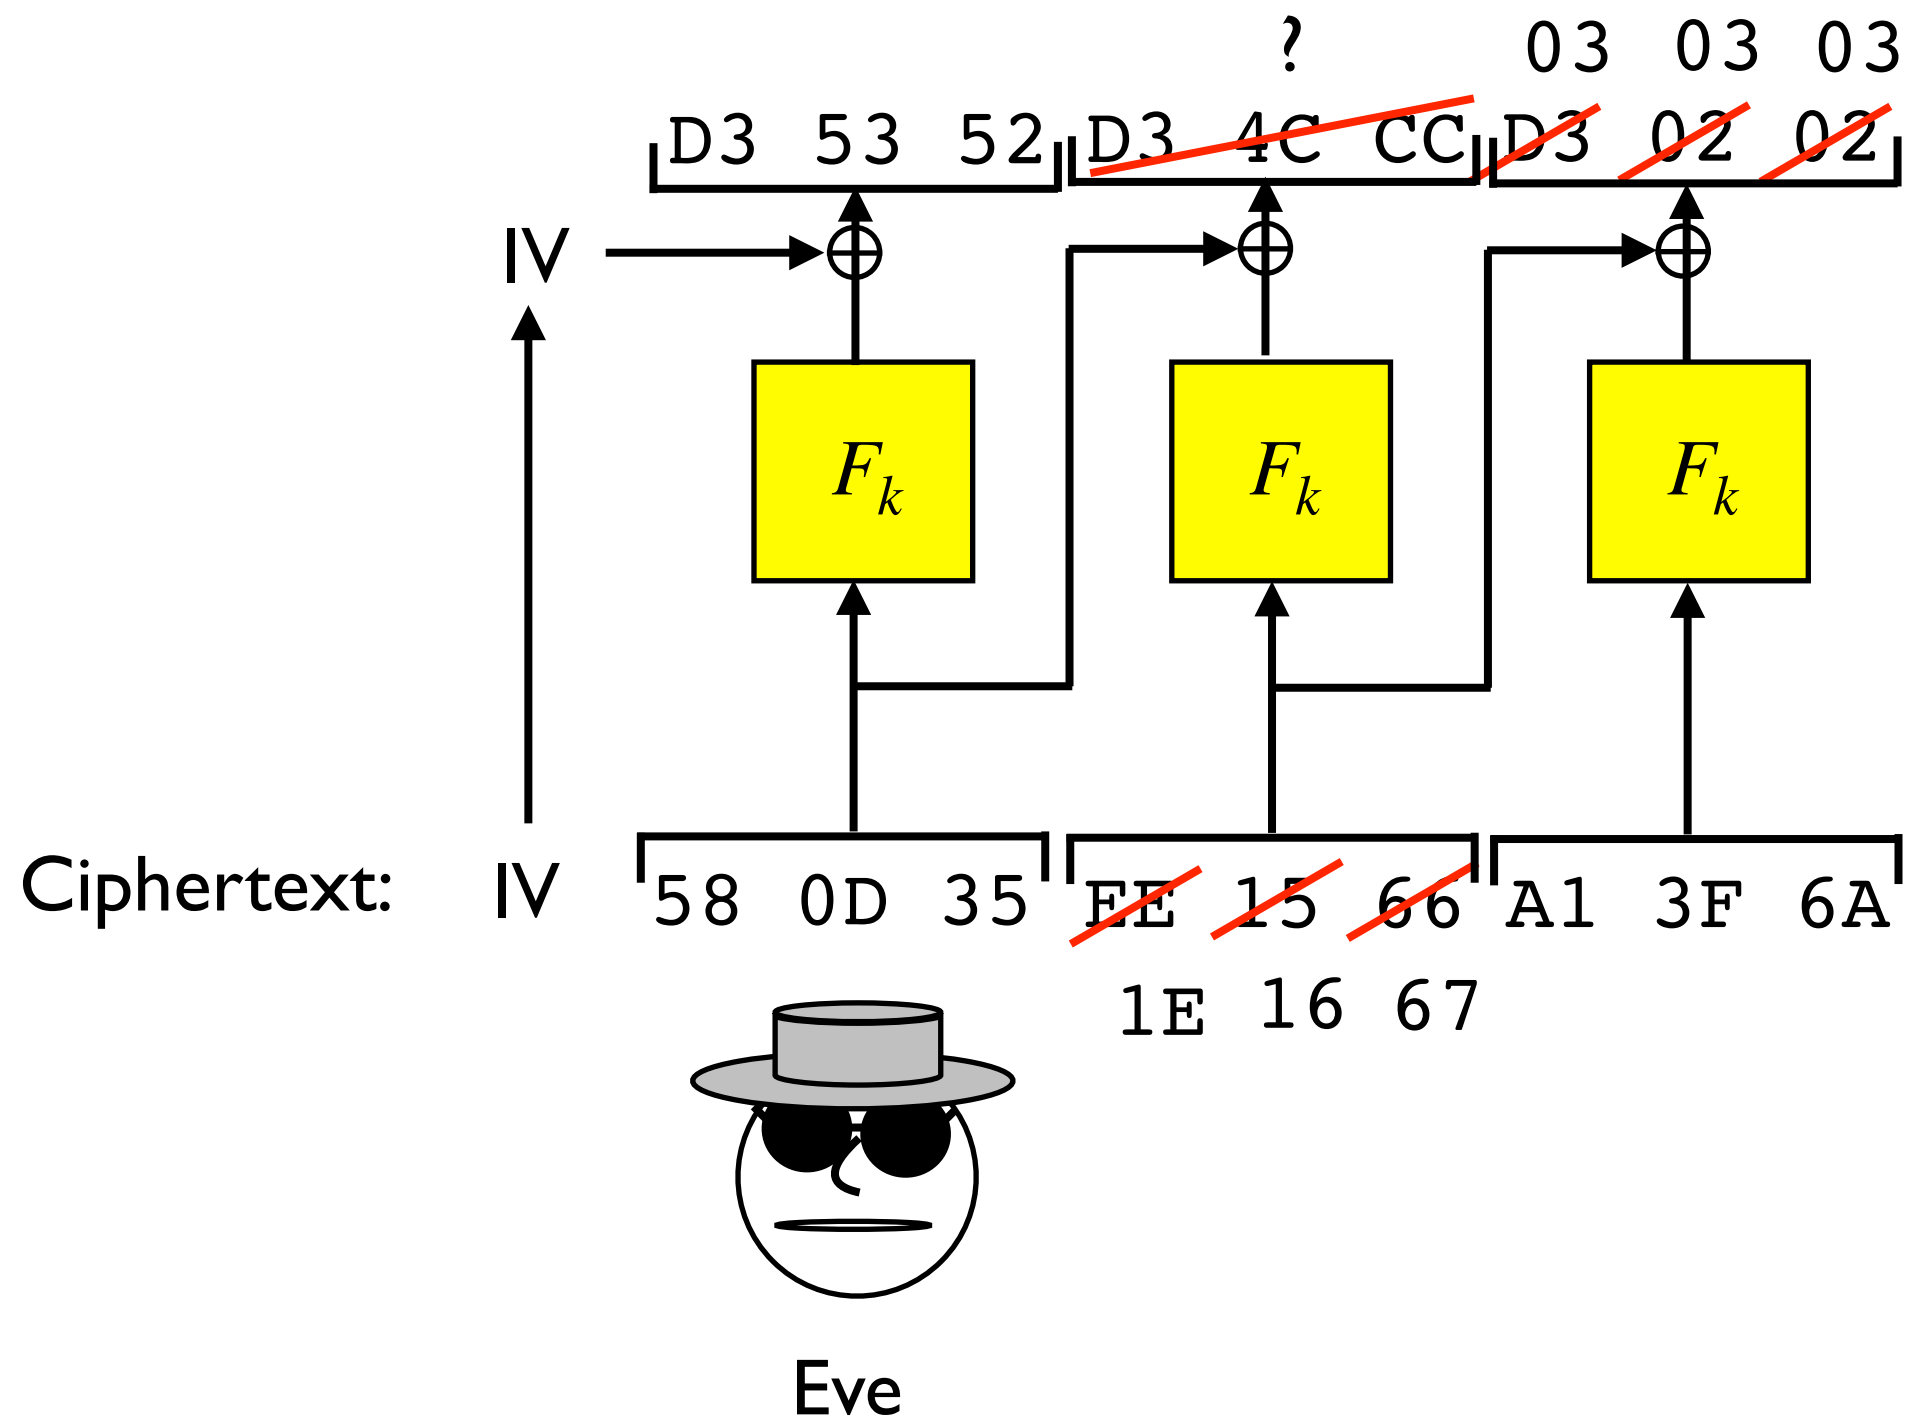 ?
03 03 03
D3 53 52 D3 4C CC D3 02 02
IV
Fk Fk Fk
Ciphertext: IV 58 0D 35 EE 15 66 A1 3F 6A
1E 16 67
Eve